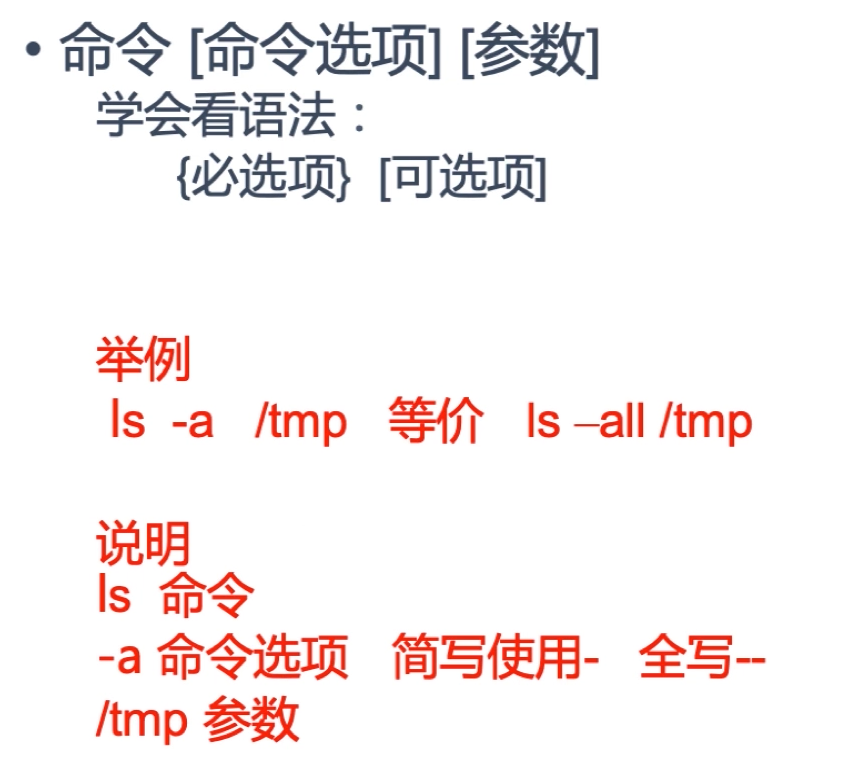 • 命令 [命令选项] [参数]
学会看语法：
{必选项} [可选项]
举例
ls -a /tmp 等价 ls –all /tmp
说明
ls 命令
-a 命令选项 简写使用- 全写--
/tmp 参数